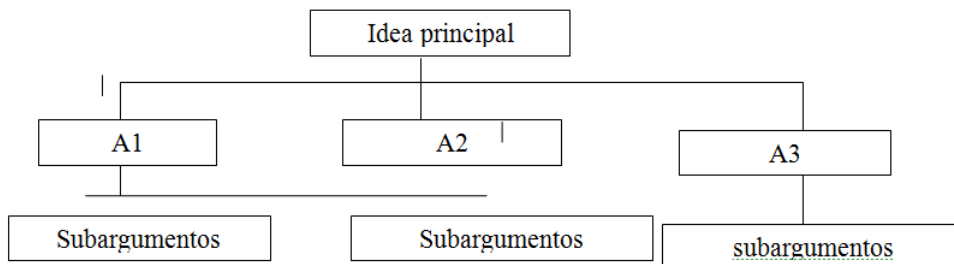 Idea principal
A1
A2
A3
Subargumentos
Subargumentos
subargumentos